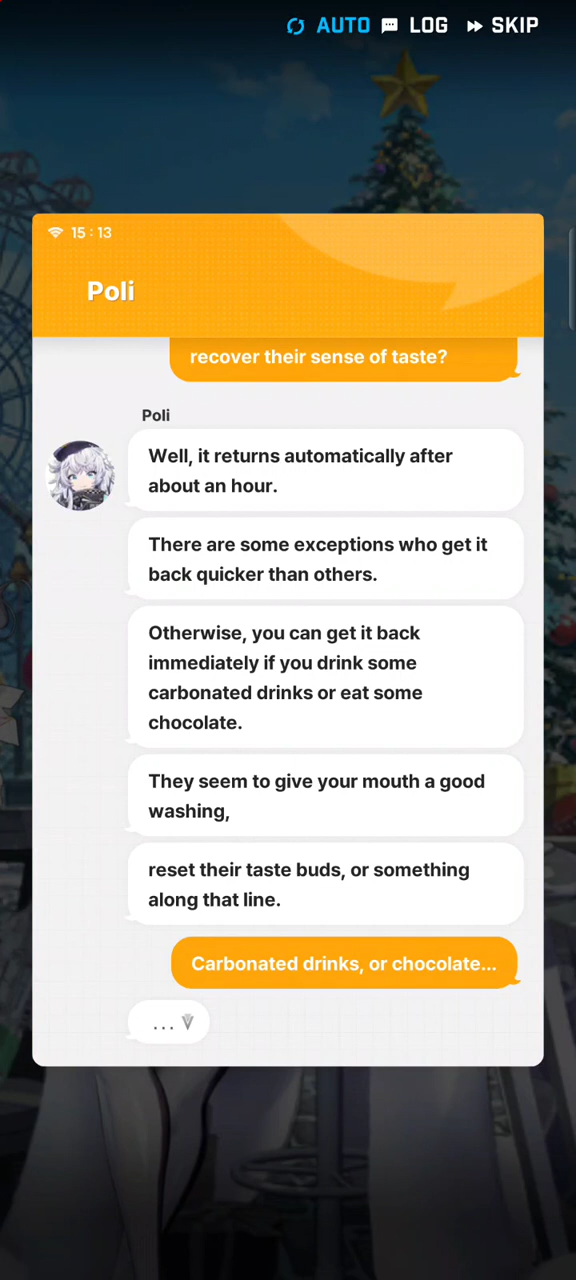 AUTO LOG SKIP
15 : 13
Poli
recover their sense of taste?
Poli
Well, it returns automatically after
about an hour.
There are some exceptions who get it
back quicker than others.
Otherwise, you can get it back
immediately if you drink some
carbonated drinks or eat some
chocolate.
They seem to give your mouth a good
washing,
reset their taste buds, or something
along that line.
Carbonated drinks, or chocolate...
...